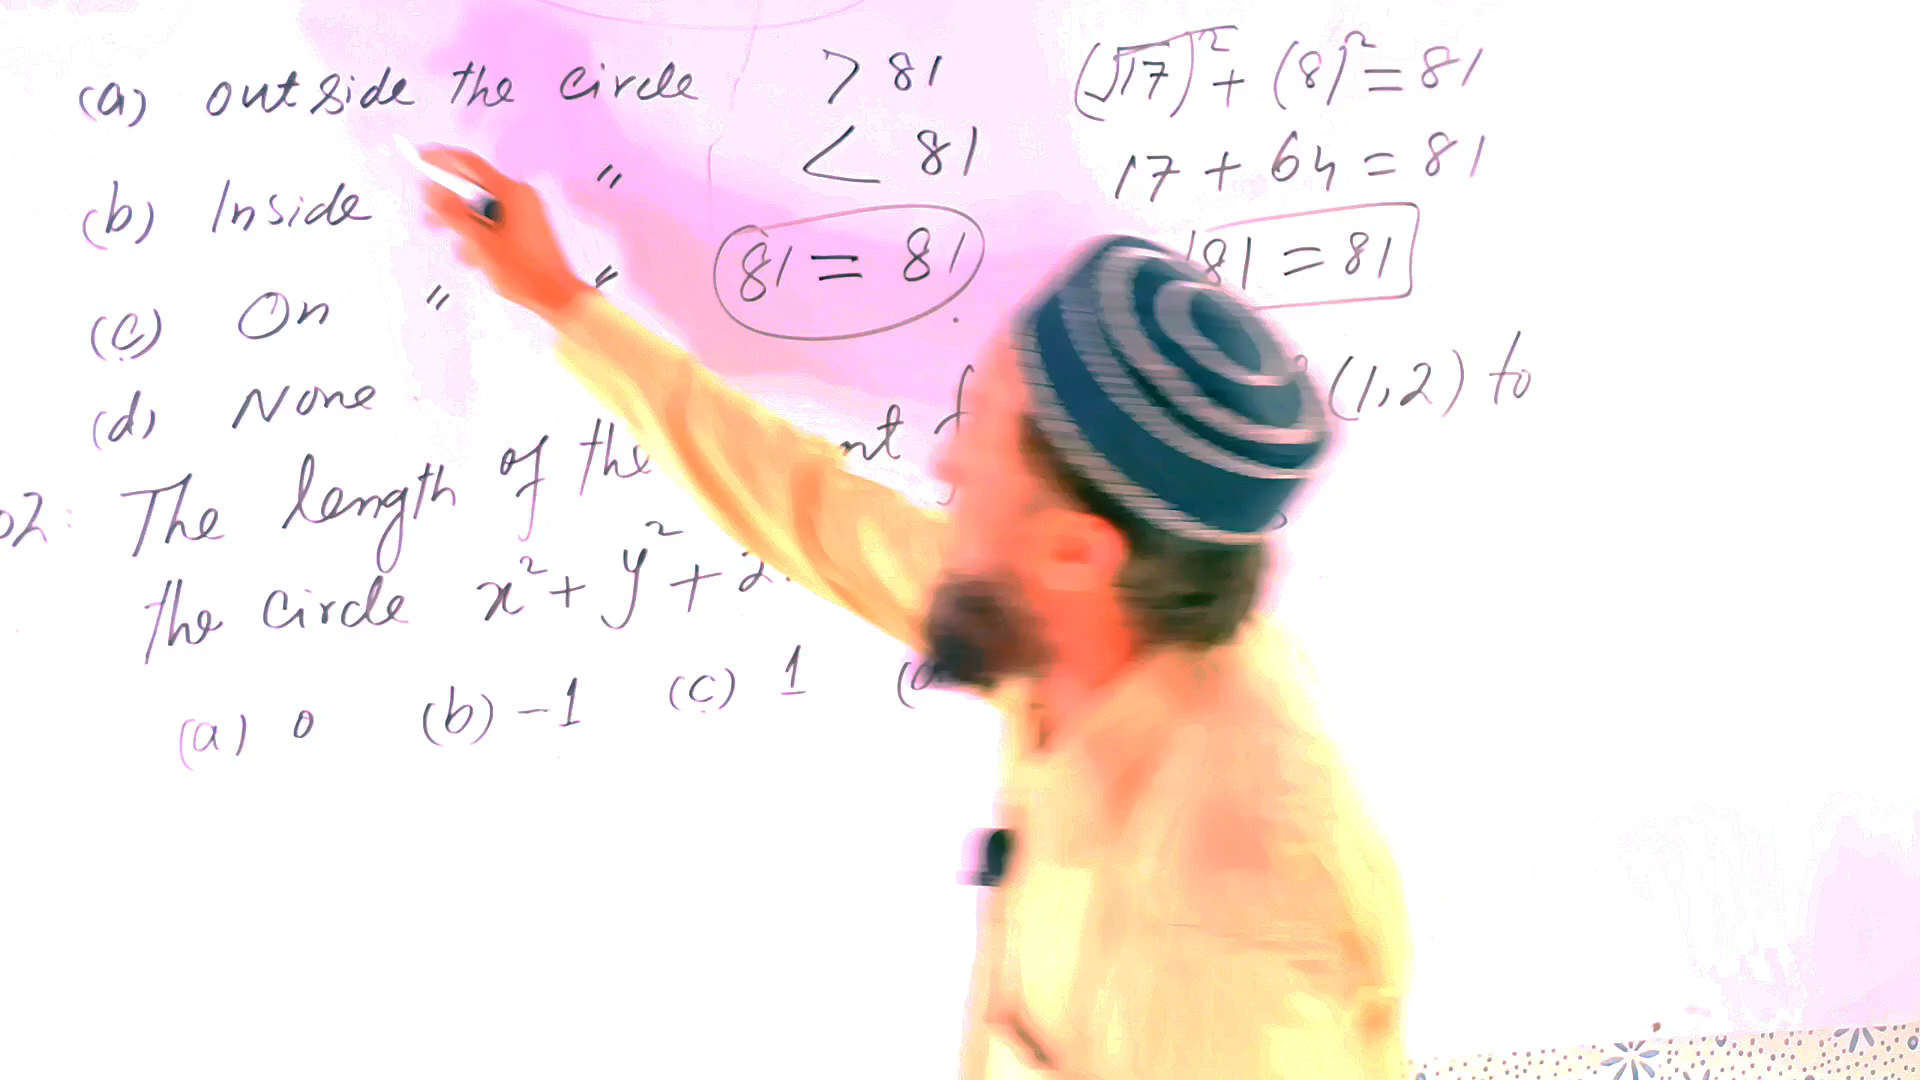 (a) outside the circle > 81 (√17)² + (8)² = 81
(b) Inside " < 81 17 + 64 = 81
(c) On " " 81 = 81 81 = 81
(d) None
The length of the (1,2) to
the circle x² + y² + 2
(a) 0 (b) -1 (c) 1